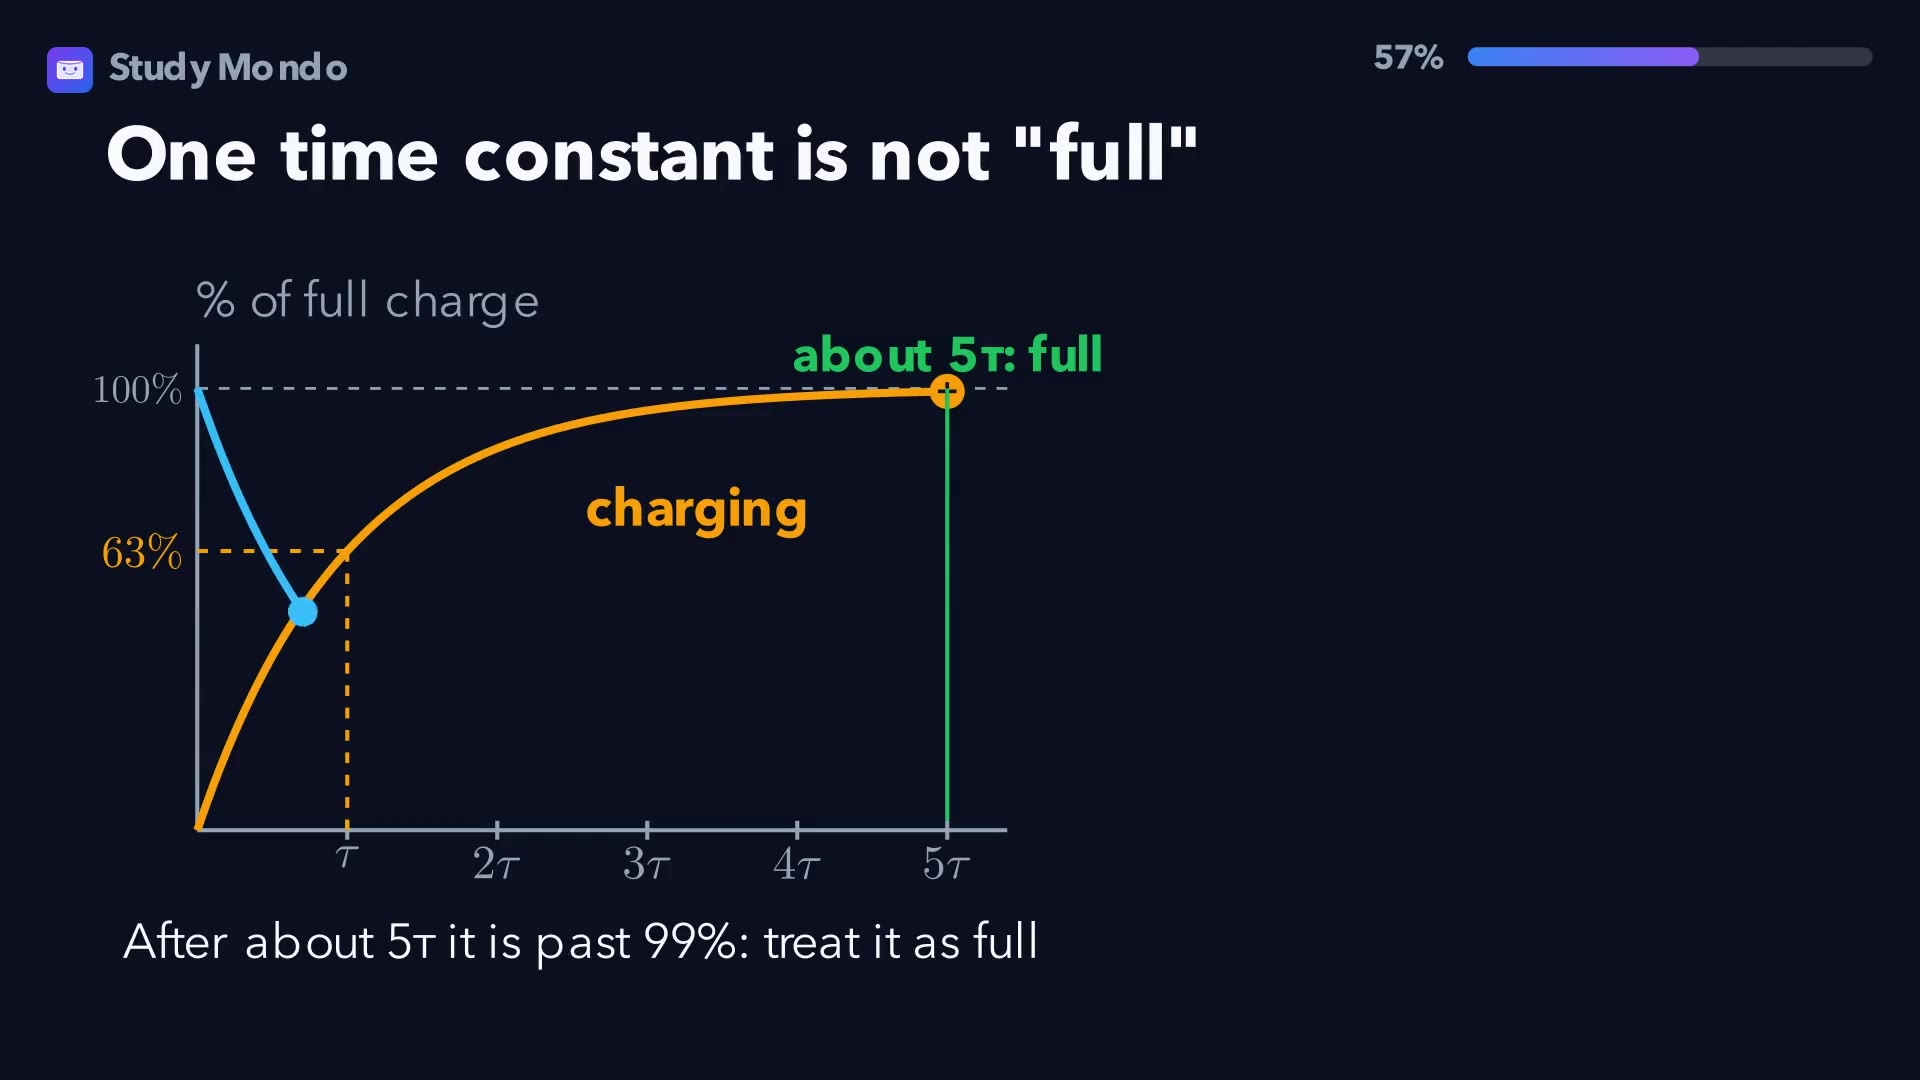 Study Mondo
57%
One time constant is not "full"
% of full charge
about 5τ: full
100%
charging
63%
τ 2τ 3τ 4τ 5τ
After about 5τ it is past 99%: treat it as full